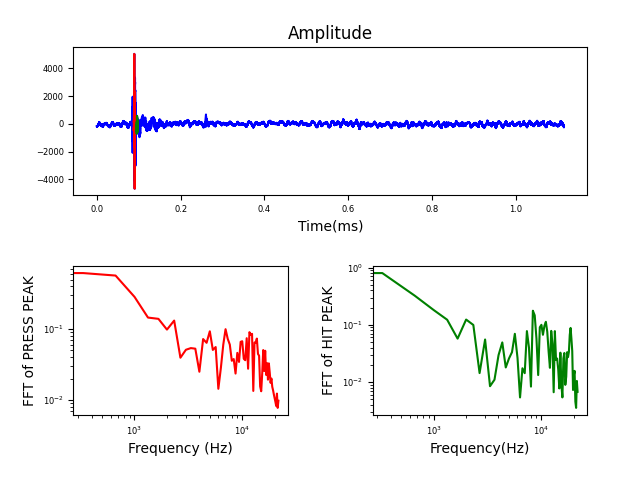 Amplitude
4000
2000
0
−2000
−4000
0.0 0.2 0.4 0.6 0.8 1.0
Time(ms)
FFT of PRESS PEAK
10⁻¹
10⁻²
10³ 10⁴
Frequency (Hz)
FFT of HIT PEAK
10⁰
10⁻¹
10⁻²
10³ 10⁴
Frequency(Hz)